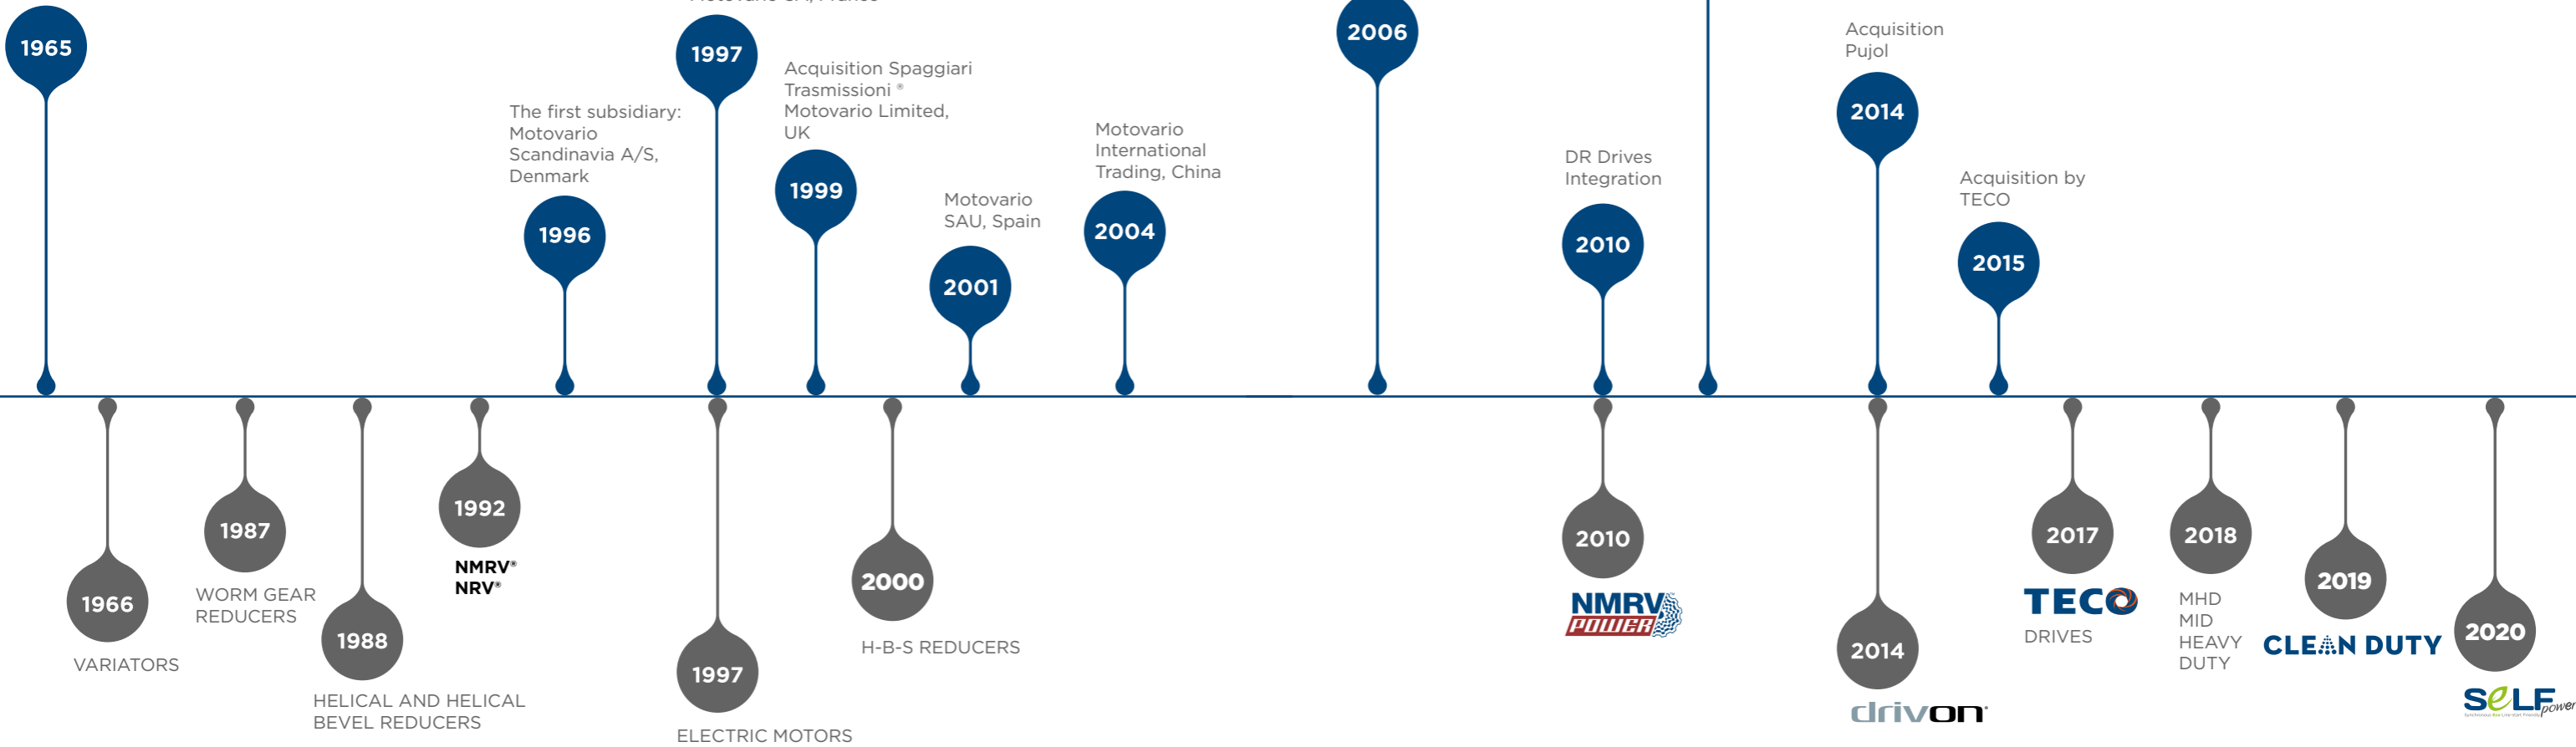 1965
The first subsidiary:
Motovario
Scandinavia A/S,
Denmark
1996
1997
Acquisition Spaggiari
Trasmissioni ®
Motovario Limited,
UK
1999
Motovario
SAU, Spain
2001
Motovario
International
Trading, China
2004
2006
DR Drives
Integration
2010
Acquisition
Pujol
2014
Acquisition by
TECO
2015
1966
VARIATORS
1987
WORM GEAR
REDUCERS
1988
HELICAL AND HELICAL
BEVEL REDUCERS
1992
NMRV®
NRV®
1997
ELECTRIC MOTORS
2000
H-B-S REDUCERS
2010
NMRV
POWER
2014
drivon
2017
TECO
DRIVES
2018
MHD
MID
HEAVY
DUTY
2019
CLEAN DUTY
2020
SeLF
power